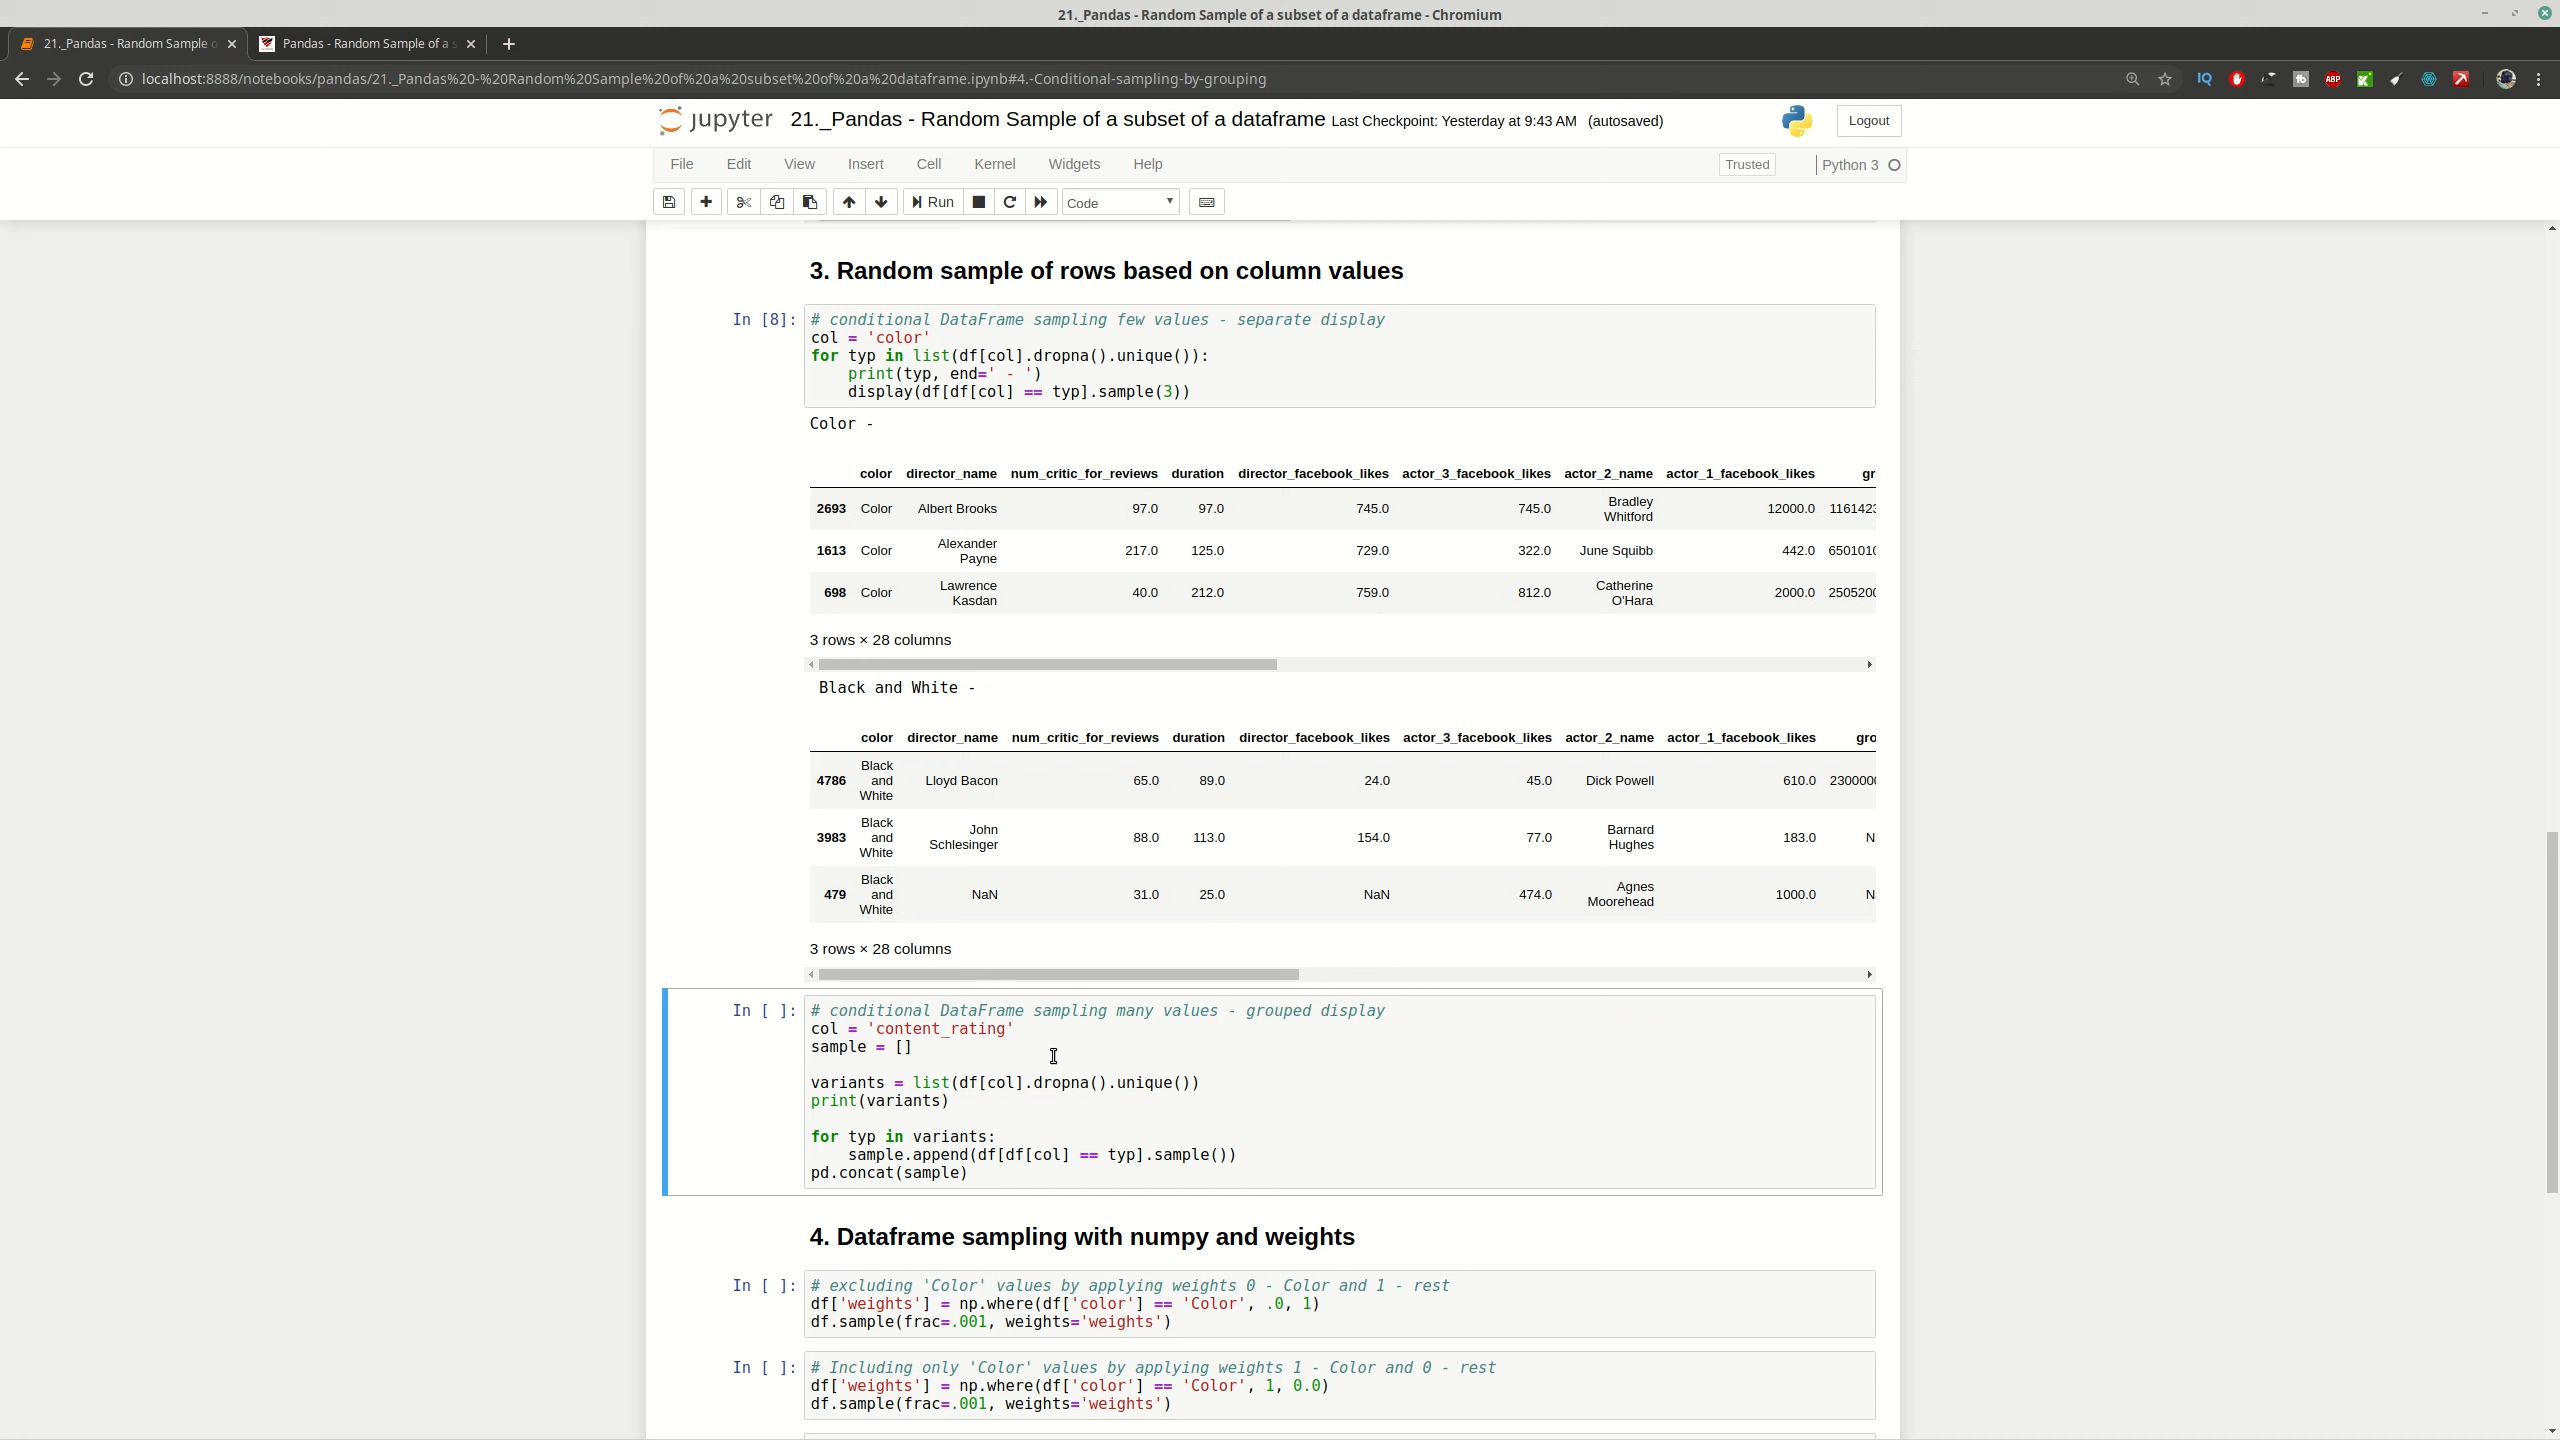 21._Pandas - Random Sample of a subset of a dataframe - Chromium
21._Pandas - Random Sample o
Pandas - Random Sample of a s
localhost:8888/notebooks/pandas/21._Pandas%20-%20Random%20Sample%20of%20a%20subset%20of%20a%20dataframe.ipynb#4.-Conditional-sampling-by-grouping
IQ
ABP
jupyter 21._Pandas - Random Sample of a subset of a dataframe Last Checkpoint: Yesterday at 9:43 AM (autosaved)
Logout
File Edit View Insert Cell Kernel Widgets Help
Trusted
Python 3
Run
Code
3. Random sample of rows based on column values
In [8]:
# conditional DataFrame sampling few values - separate display
col = 'color'
for typ in list(df[col].dropna().unique()):
    print(typ, end=' - ')
    display(df[df[col] == typ].sample(3))
Color -
color director_name num_critic_for_reviews duration director_facebook_likes actor_3_facebook_likes actor_2_name actor_1_facebook_likes gr
2693 Color Albert Brooks 97.0 97.0 745.0 745.0 Bradley Whitford 12000.0 1161423
1613 Color Alexander Payne 217.0 125.0 729.0 322.0 June Squibb 442.0 6501010
698 Color Lawrence Kasdan 40.0 212.0 759.0 812.0 Catherine O'Hara 2000.0 2505200
3 rows × 28 columns
Black and White -
color director_name num_critic_for_reviews duration director_facebook_likes actor_3_facebook_likes actor_2_name actor_1_facebook_likes gro
4786 Black and White Lloyd Bacon 65.0 89.0 24.0 45.0 Dick Powell 610.0 2300000
3983 Black and White John Schlesinger 88.0 113.0 154.0 77.0 Barnard Hughes 183.0 N
479 Black and White NaN 31.0 25.0 NaN 474.0 Agnes Moorehead 1000.0 N
3 rows × 28 columns
In [ ]:
# conditional DataFrame sampling many values - grouped display
col = 'content_rating'
sample = []
variants = list(df[col].dropna().unique())
print(variants)
for typ in variants:
    sample.append(df[df[col] == typ].sample())
pd.concat(sample)
4. Dataframe sampling with numpy and weights
In [ ]:
# excluding 'Color' values by applying weights 0 - Color and 1 - rest
df['weights'] = np.where(df['color'] == 'Color', .0, 1)
df.sample(frac=.001, weights='weights')
In [ ]:
# Including only 'Color' values by applying weights 1 - Color and 0 - rest
df['weights'] = np.where(df['color'] == 'Color', 1, 0.0)
df.sample(frac=.001, weights='weights')